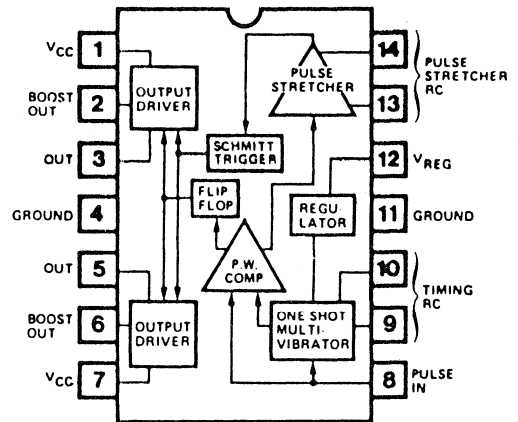 VCC
1
BOOST
OUT
2
OUT
3
GROUND
4
OUT
5
BOOST
OUT
6
VCC
7
OUTPUT
DRIVER
PULSE
STRETCHER
SCHMITT
TRIGGER
FLIP
FLOP
REGU-
LATOR
P.W.
COMP
OUTPUT
DRIVER
ONE SHOT
MULTI-
VIBRATOR
14
13
PULSE
STRETCHER
RC
12
VREG
11
GROUND
10
9
TIMING
RC
8
PULSE
IN